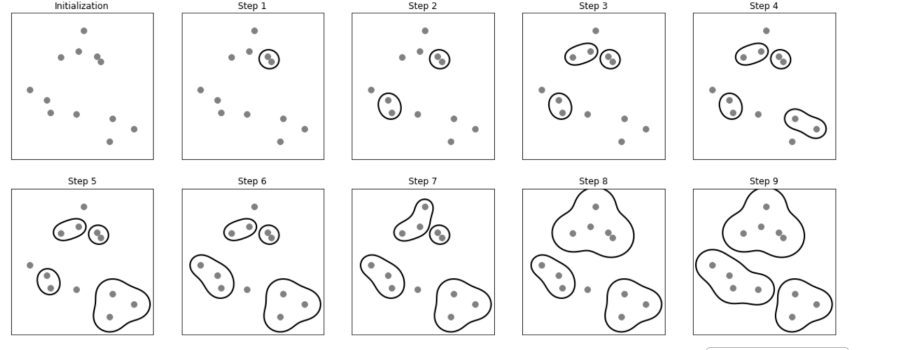 Initialization
Step 1
Step 2
Step 3
Step 4
Step 5
Step 6
Step 7
Step 8
Step 9